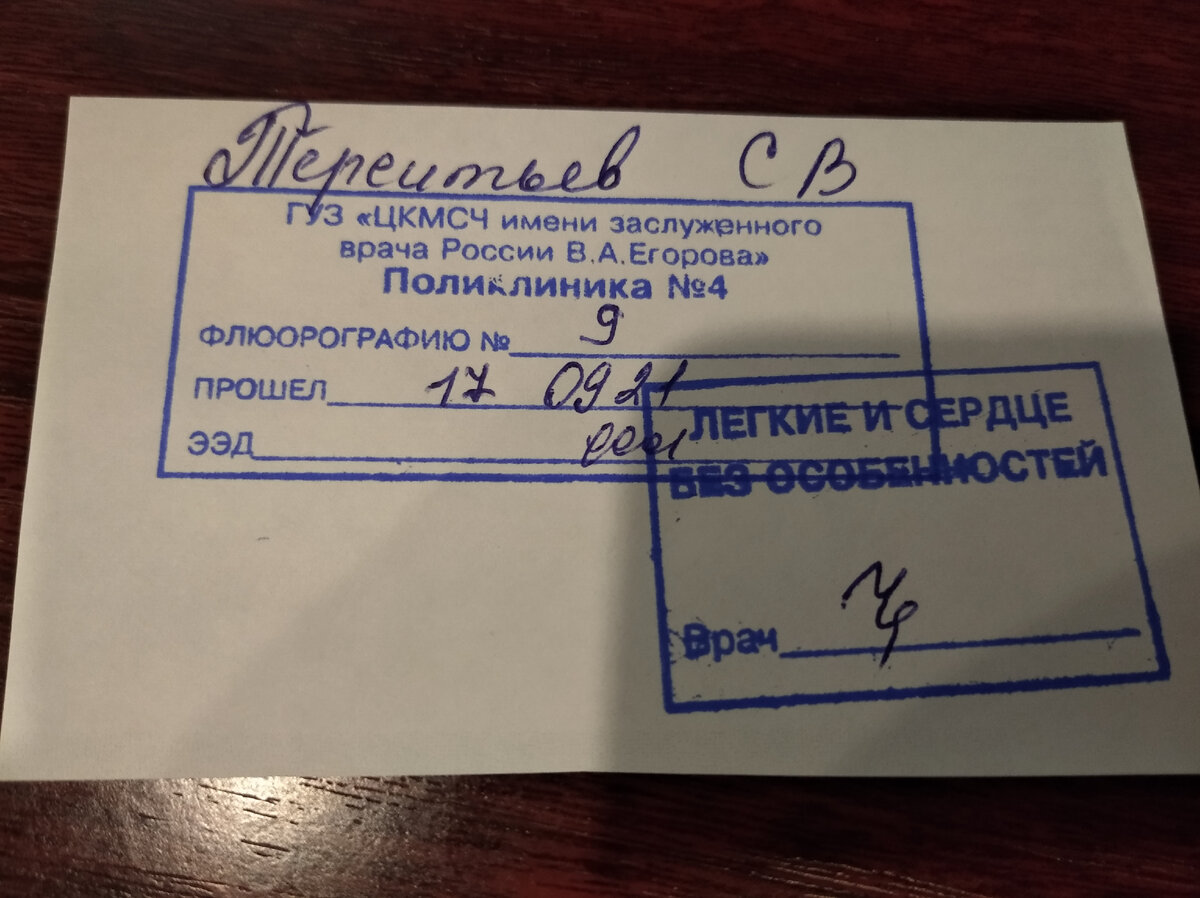 Терентьев С В
ГУЗ «ЦКМСЧ имени заслуженного
врача России В.А.Егорова»
Поликлиника №4
ФЛЮОРОГРАФИЮ № 9
ПРОШЕЛ 17 09 21
ЭЭД
ЛЕГКИЕ И СЕРДЦЕ
БЕЗ ОСОБЕННОСТЕЙ
Врач